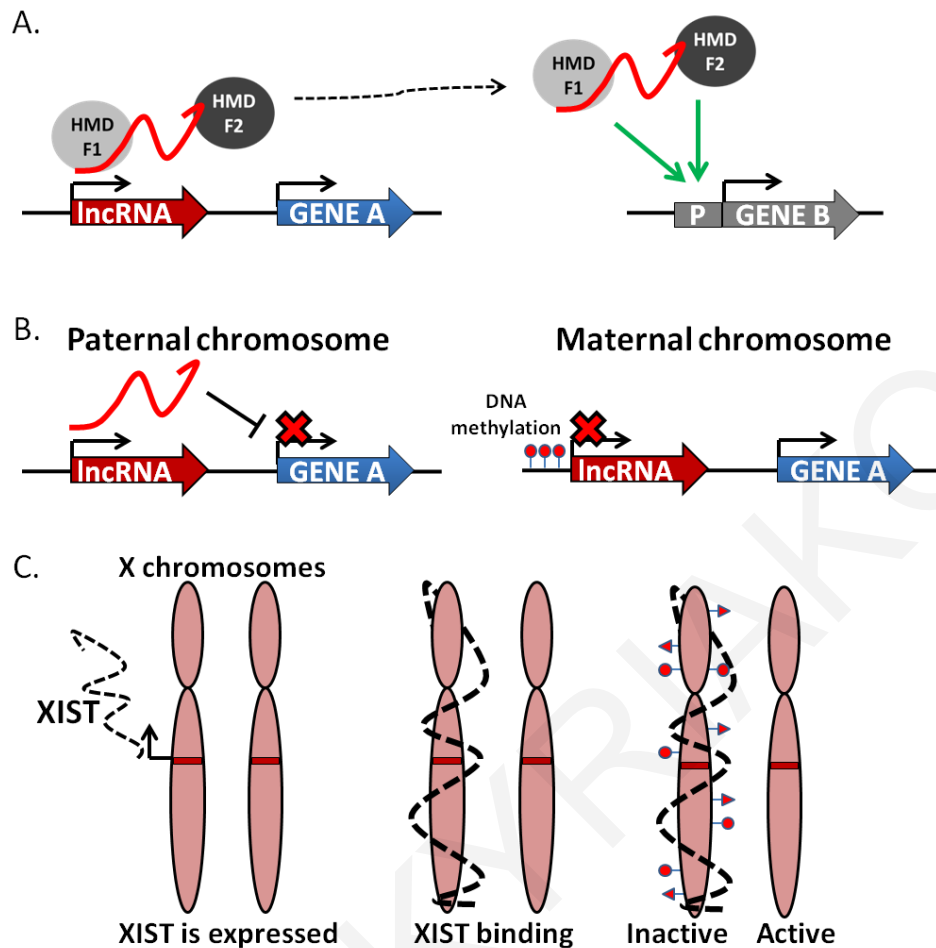 A.
HMD
F1
HMD
F2
HMD
F1
HMD
F2
lncRNA
GENE A
P
GENE B
B.
Paternal chromosome
Maternal chromosome
DNA
methylation
lncRNA
GENE A
lncRNA
GENE A
C.
X chromosomes
XIST
XIST is expressed
XIST binding
Inactive
Active